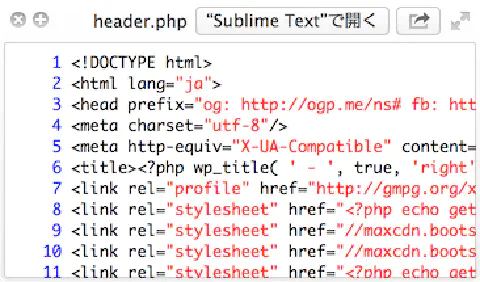 header.php "Sublime Text"で開く
1 <!DOCTYPE html>
2 <html lang="ja">
3 <head prefix="og: http://ogp.me/ns# fb: htt
4 <meta charset="utf-8"/>
5 <meta http-equiv="X-UA-Compatible" content=
6 <title><?php wp_title( ' - ', true, 'right'
7 <link rel="profile" href="http://gmpg.org/x
8 <link rel="stylesheet" href="<?php echo get
9 <link rel="stylesheet" href="//maxcdn.boots
10 <link rel="stylesheet" href="//maxcdn.boots
11 <link rel="stylesheet" href="<?php echo get